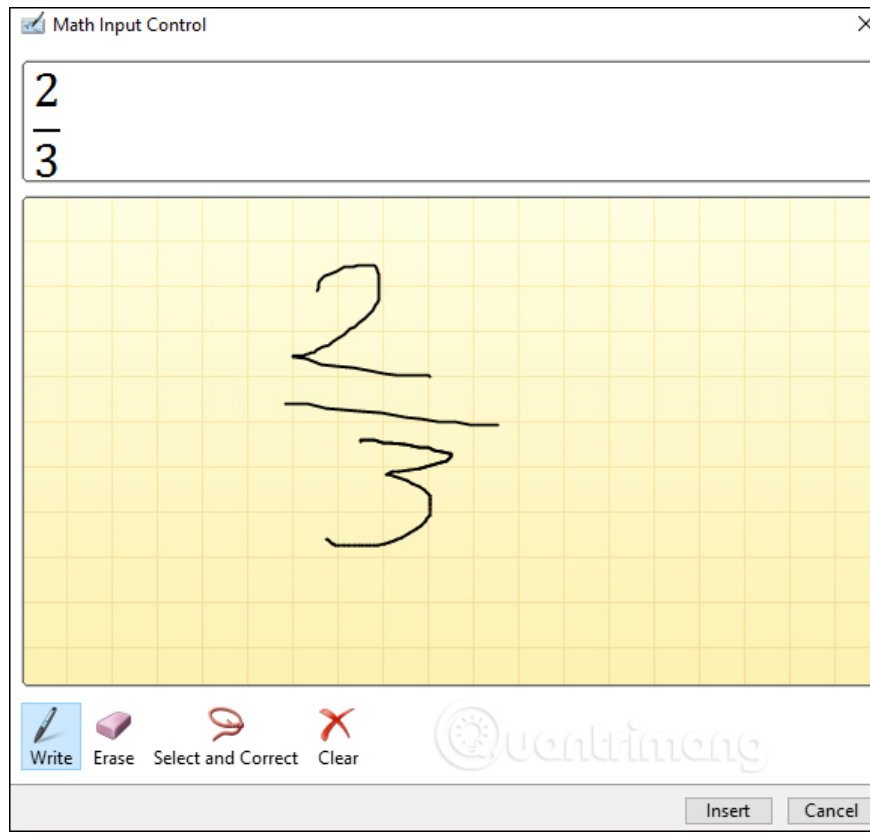 Math Input Control
2
3
2
3
Write Erase Select and Correct Clear
Quantrimang
Insert Cancel